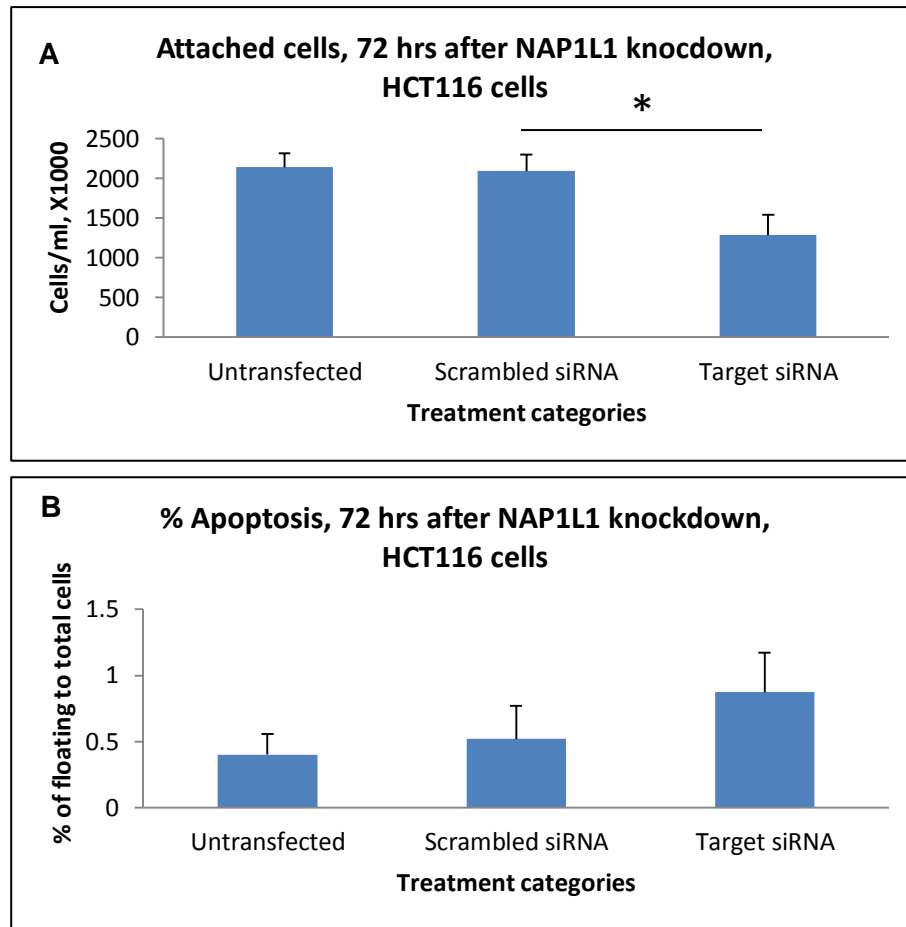 A
Attached cells, 72 hrs after NAP1L1 knocdown,
HCT116 cells
*
Cells/ml, X1000
2500
2000
1500
1000
500
0
Untransfected Scrambled siRNA Target siRNA
Treatment categories
B
% Apoptosis, 72 hrs after NAP1L1 knockdown,
HCT116 cells
% of floating to total cells
1.5
1
0.5
0
Untransfected Scrambled siRNA Target siRNA
Treatment categories